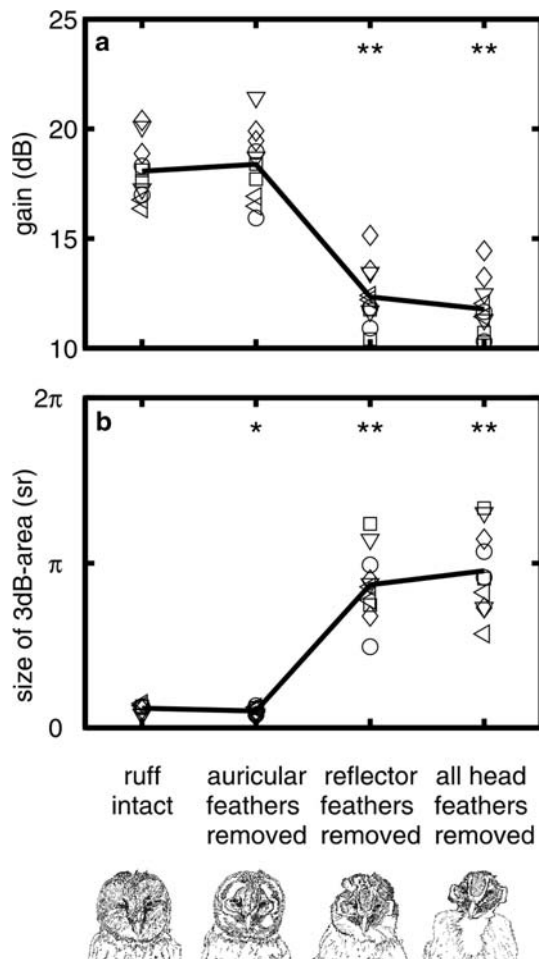 a
25
20
15
10
gain (dB)
** **
b
2π
π
0
size of 3dB-area (sr)
* ** **
ruff auricular reflector all head
intact feathers feathers feathers
removed removed removed